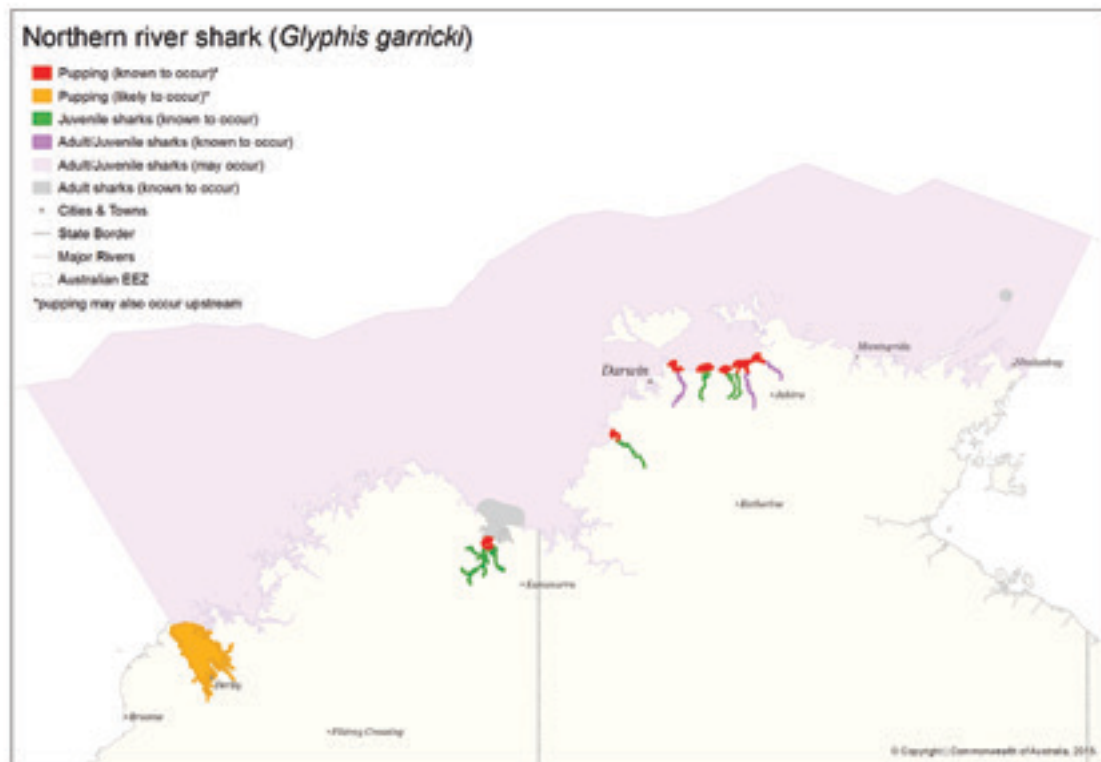 Northern river shark (Glyphis garricki)
Pupping (known to occur)*
Pupping (likely to occur)*
Juvenile sharks (known to occur)
Adult/Juvenile sharks (known to occur)
Adult/Juvenile sharks (may occur)
Adult sharks (known to occur)
Cities & Towns
State Border
Major Rivers
Australian EEZ
*pupping may also occur upstream
Maningrida
Nhulunbuy
Darwin
Jabiru
Katherine
Kununurra
Derby
Broome
Fitzroy Crossing
© Copyright | Commonwealth of Australia, 2015